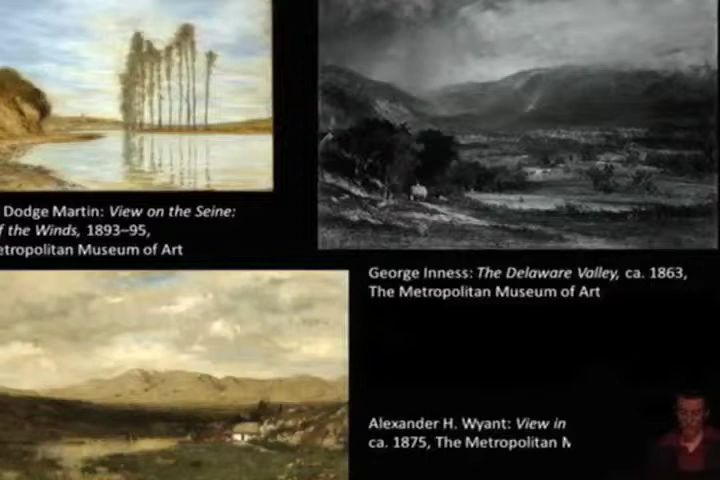 Dodge Martin: View on the Seine:
f the Winds, 1893–95,
etropolitan Museum of Art
George Inness: The Delaware Valley, ca. 1863,
The Metropolitan Museum of Art
Alexander H. Wyant: View in
ca. 1875, The Metropolitan